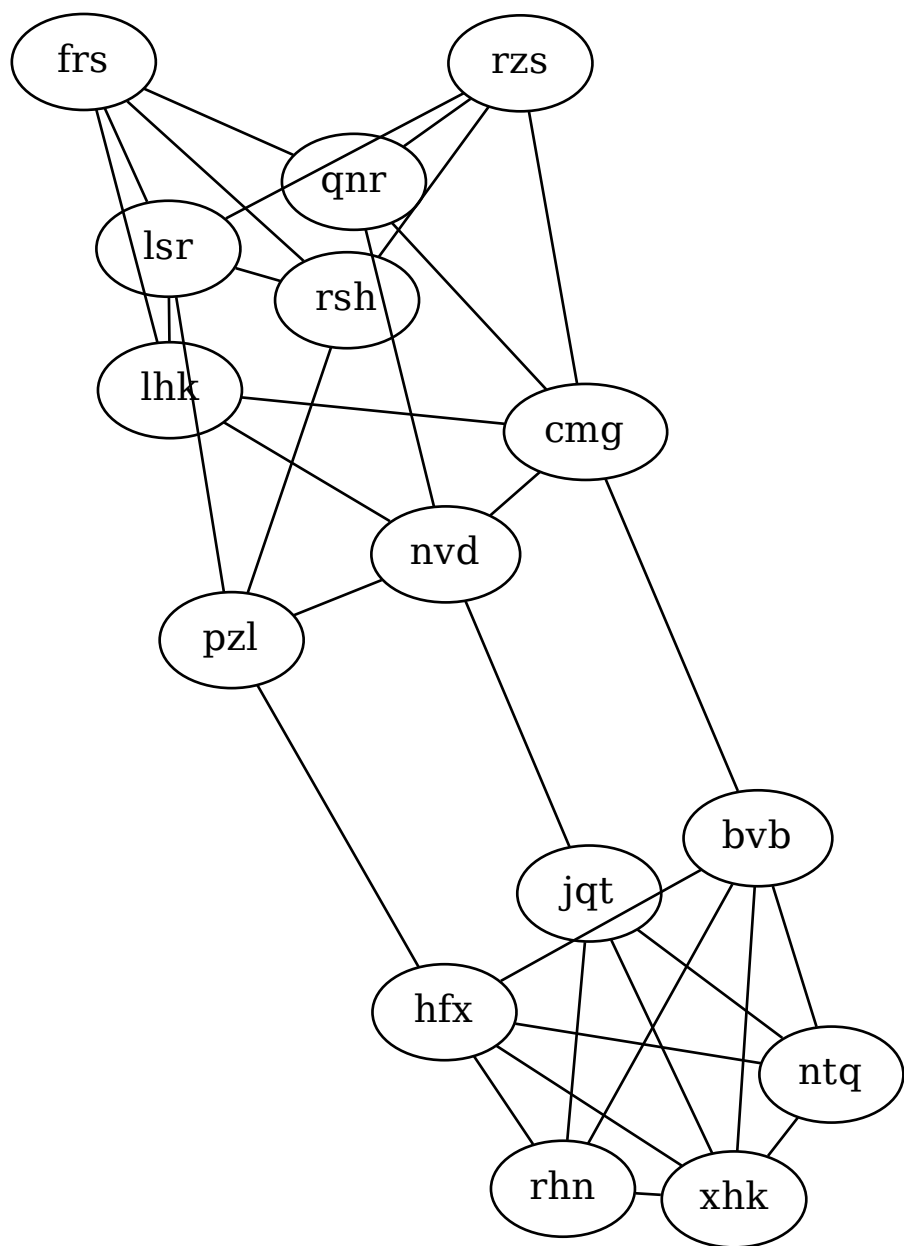 frs
rzs
qnr
lsr
rsh
lhk
cmg
nvd
pzl
bvb
jqt
hfx
ntq
rhn
xhk